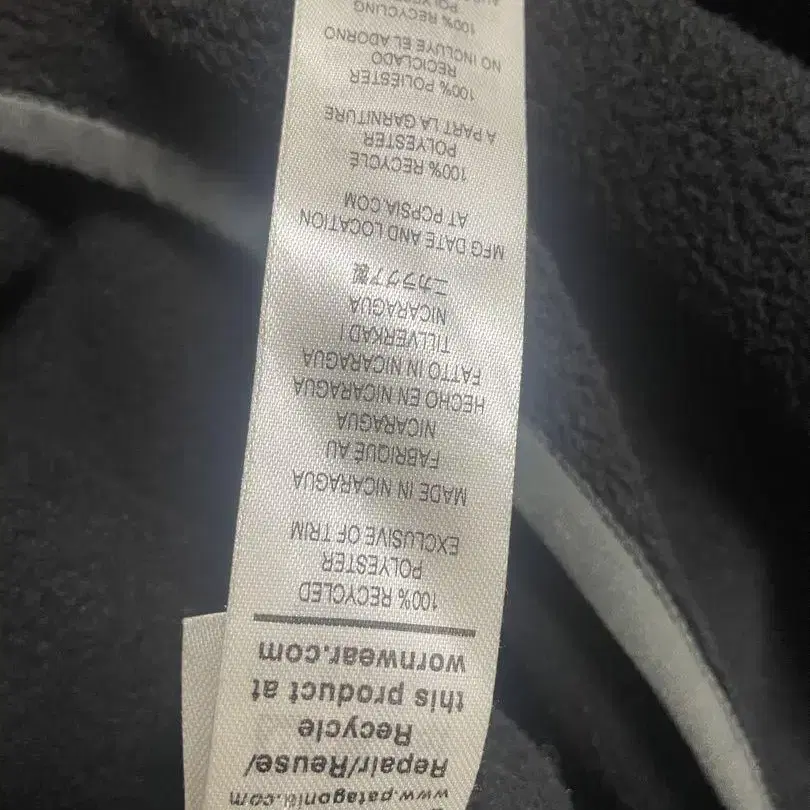 www.patagonia.com
Repair/Reuse/
Recycle
this product at
wornwear.com
100% RECYCLED
POLYESTER
EXCLUSIVE OF TRIM
MADE IN NICARAGUA
FABRIQUÉ AU
NICARAGUA
HECHO EN NICARAGUA
FATTO IN NICARAGUA
TILLVERKAD I
NICARAGUA
ニカラグア製
MFG DATE AND LOCATION
AT PCPSIA.COM
100% RECYCLÉ
POLYESTER
A PART LA GARNITURE
100% POLIÉSTER
RECICLADO
NO INCLUYE EL ADORNO
100% RECYCLING